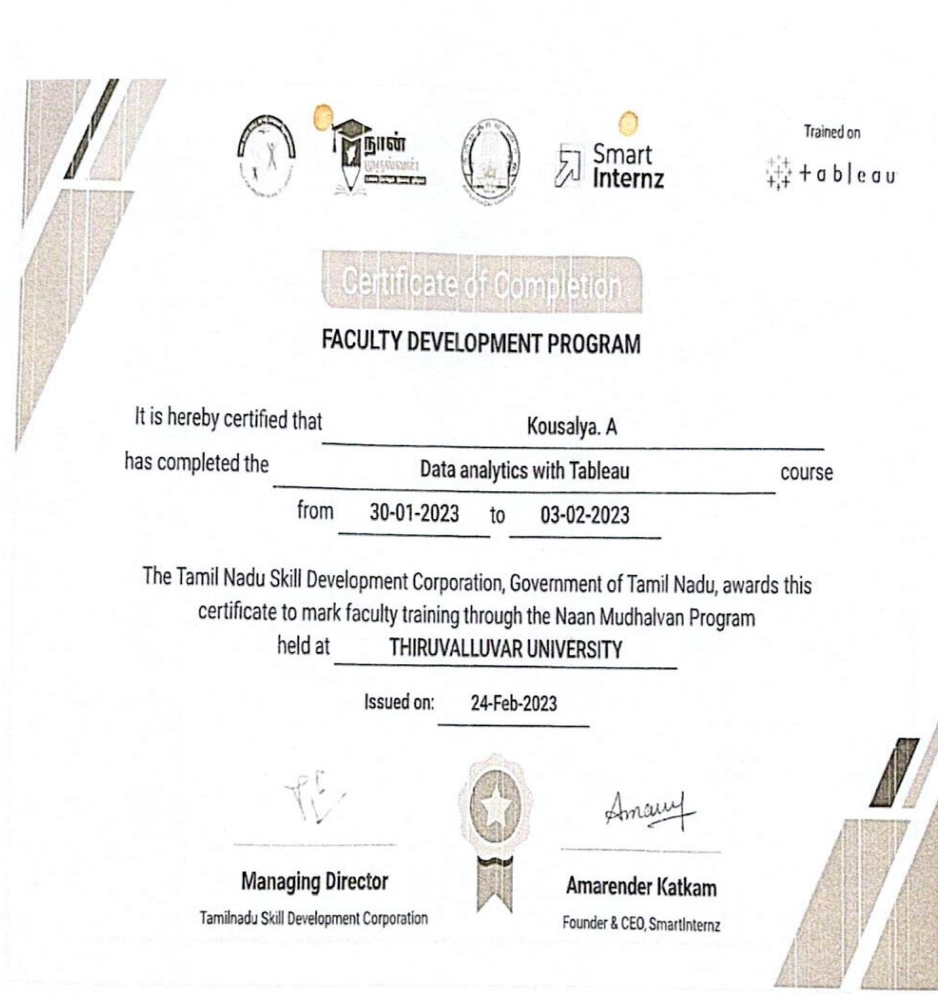 நான்
முதல்வன்
Smart
Internz
Trained on
+ a b l e a u
Certificate of Completion
FACULTY DEVELOPMENT PROGRAM
It is hereby certified that Kousalya. A
has completed the Data analytics with Tableau course
from 30-01-2023 to 03-02-2023
The Tamil Nadu Skill Development Corporation, Government of Tamil Nadu, awards this
certificate to mark faculty training through the Naan Mudhalvan Program
held at THIRUVALLUVAR UNIVERSITY
Issued on: 24-Feb-2023
Managing Director
Tamilnadu Skill Development Corporation
Amarender Katkam
Founder & CEO, SmartInternz